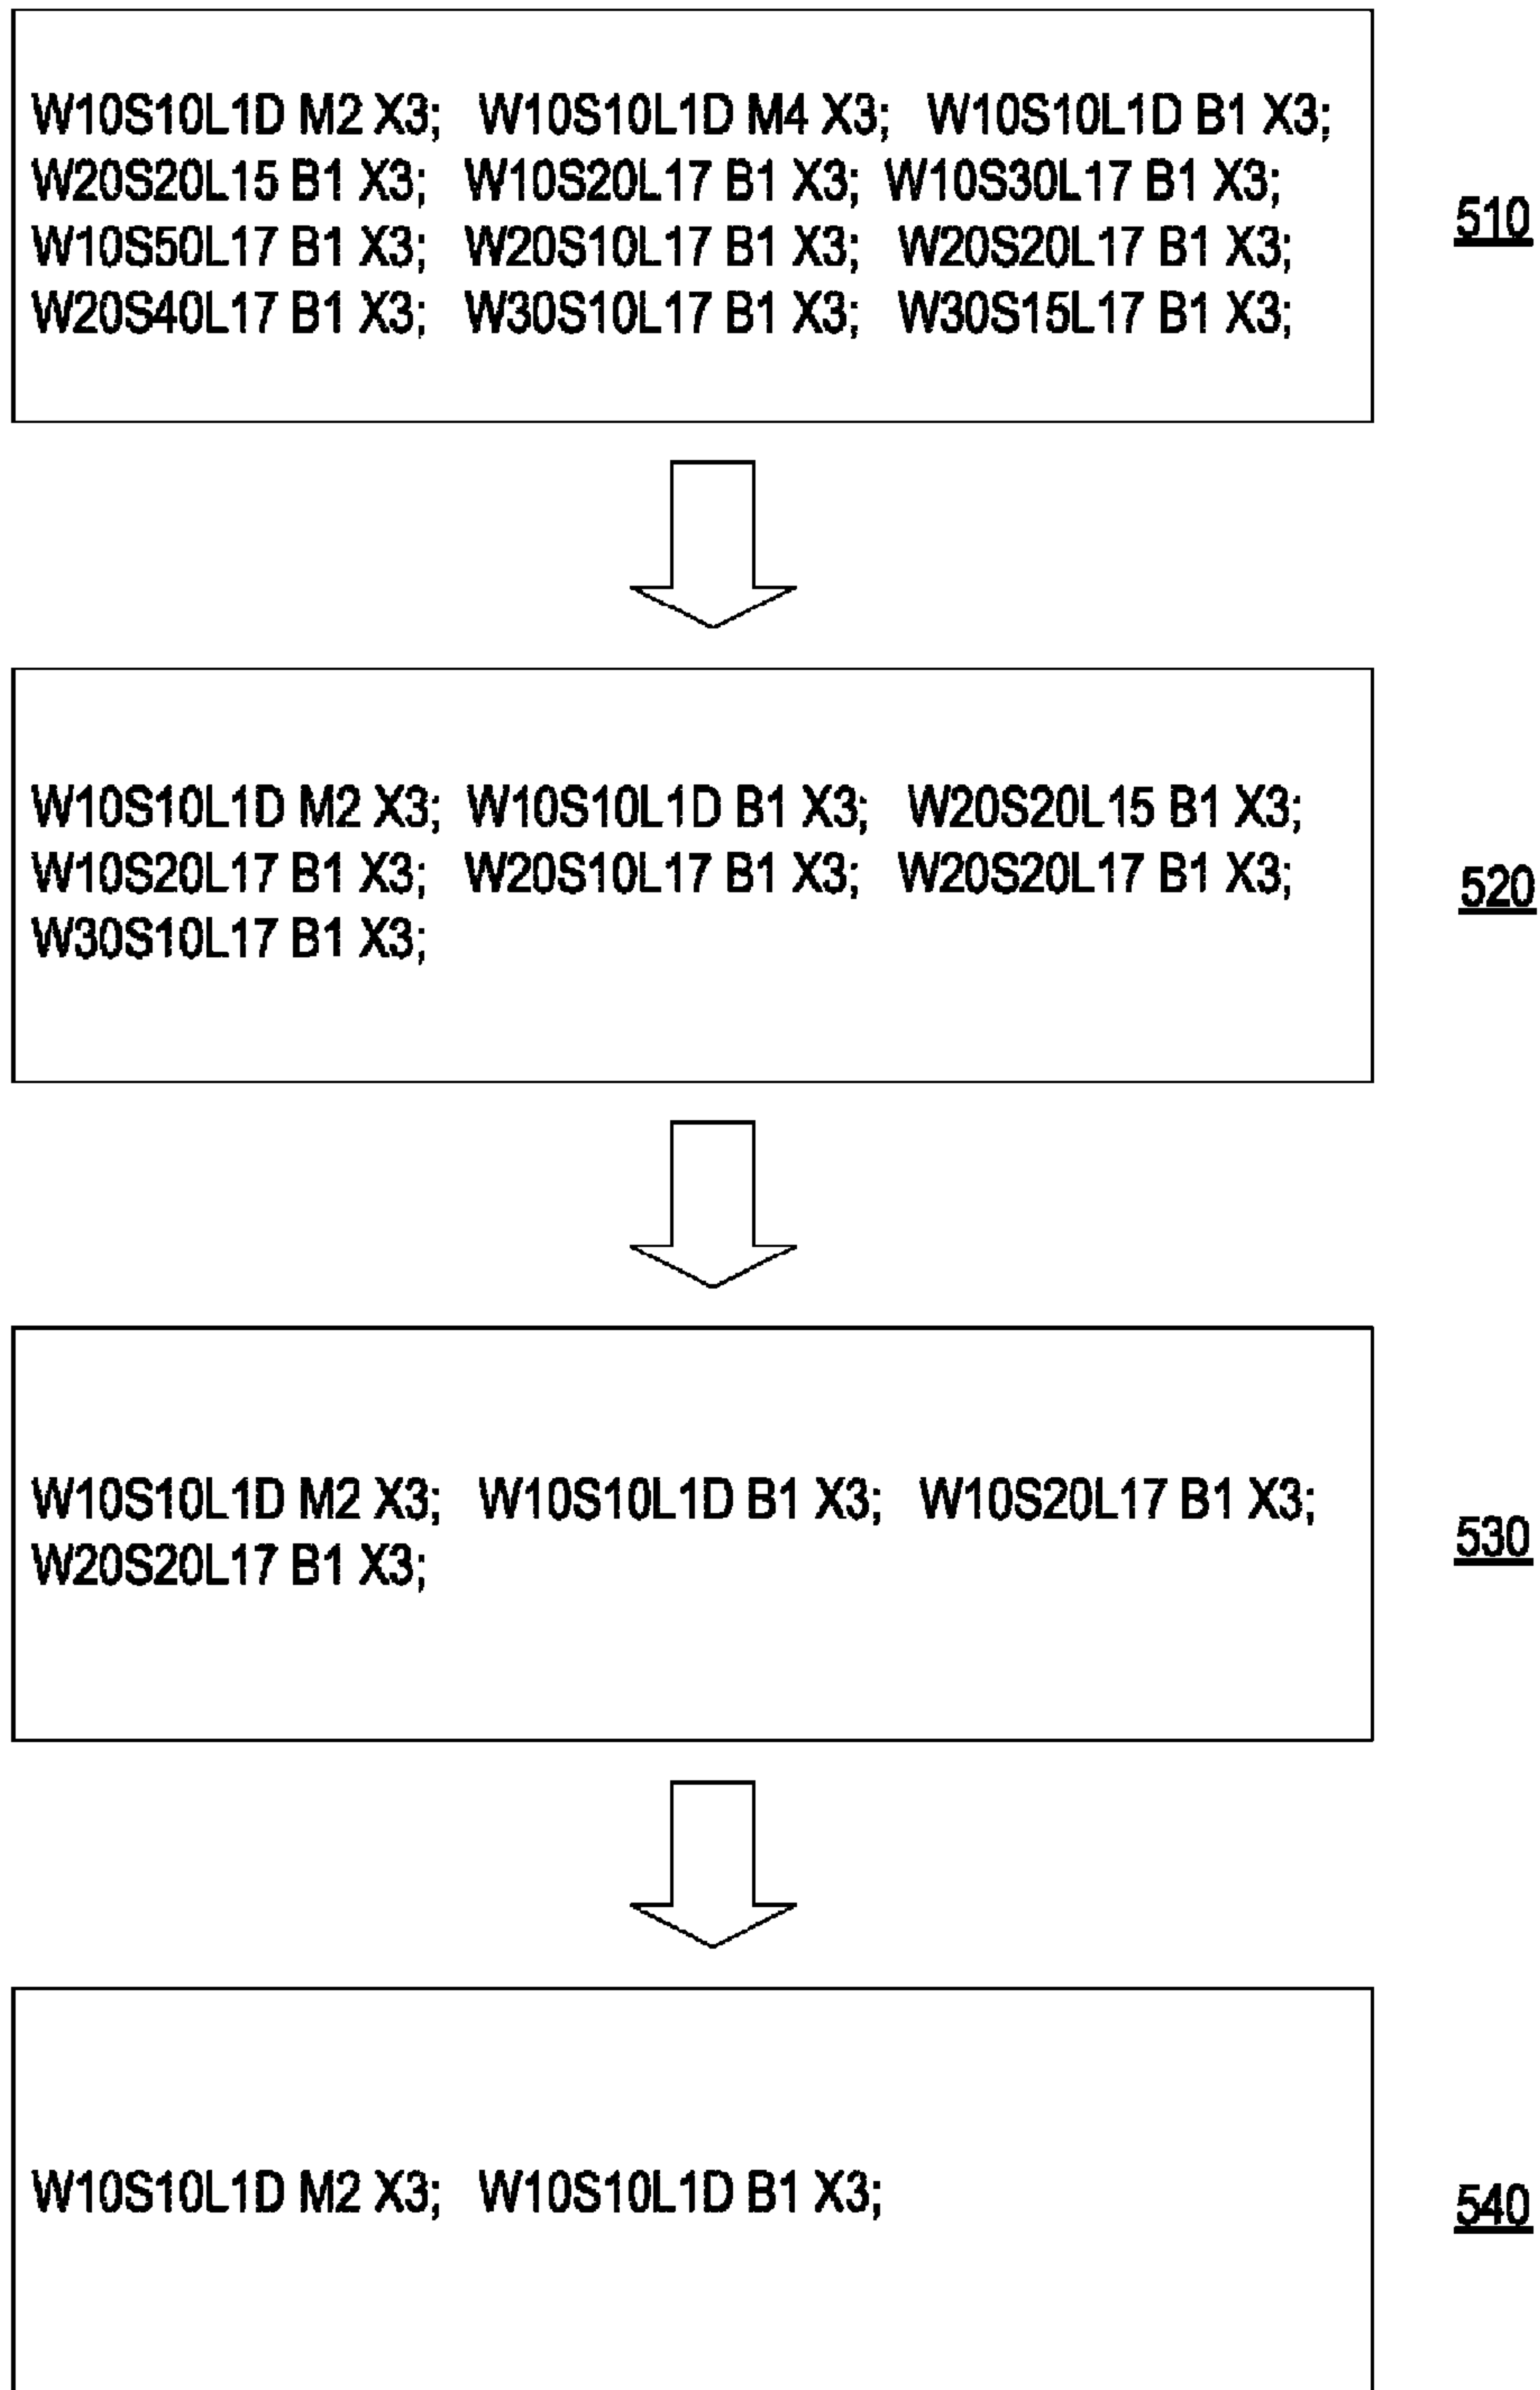 W10S10L1D M2 X3; W10S10L1D M4 X3; W10S10L1D B1 X3;
W20S20L15 B1 X3; W10S20L17 B1 X3; W10S30L17 B1 X3;
W10S50L17 B1 X3; W20S10L17 B1 X3; W20S20L17 B1 X3;
W20S40L17 B1 X3; W30S10L17 B1 X3; W30S15L17 B1 X3;
510
W10S10L1D M2 X3; W10S10L1D B1 X3; W20S20L15 B1 X3;
W10S20L17 B1 X3; W20S10L17 B1 X3; W20S20L17 B1 X3;
W30S10L17 B1 X3;
520
W10S10L1D M2 X3; W10S10L1D B1 X3; W10S20L17 B1 X3;
W20S20L17 B1 X3;
530
W10S10L1D M2 X3; W10S10L1D B1 X3;
540